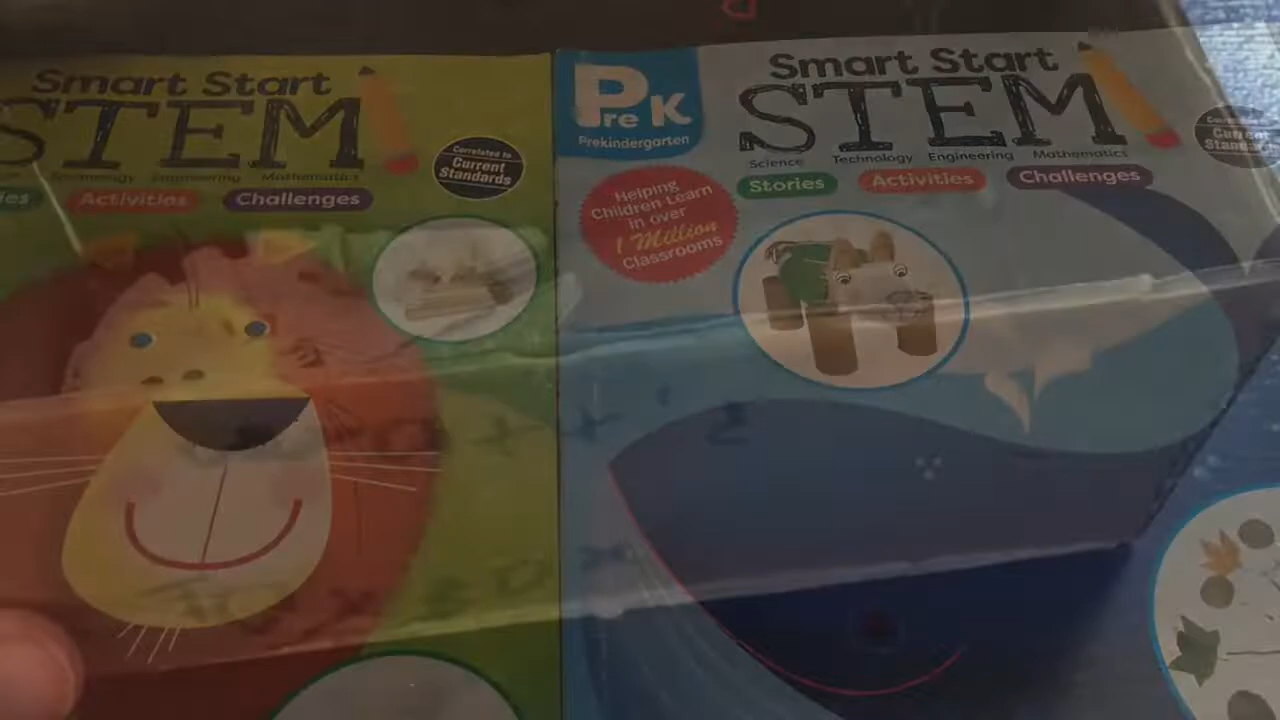 Smart Start
STEM
Technology Engineering Mathematics
Activities Challenges
Correlated to
Current
Standards
Pre K
Prekindergarten
Smart Start
STEM
Science Technology Engineering Mathematics
Stories Activities Challenges
Helping
Children Learn
in over
1 Million
Classrooms